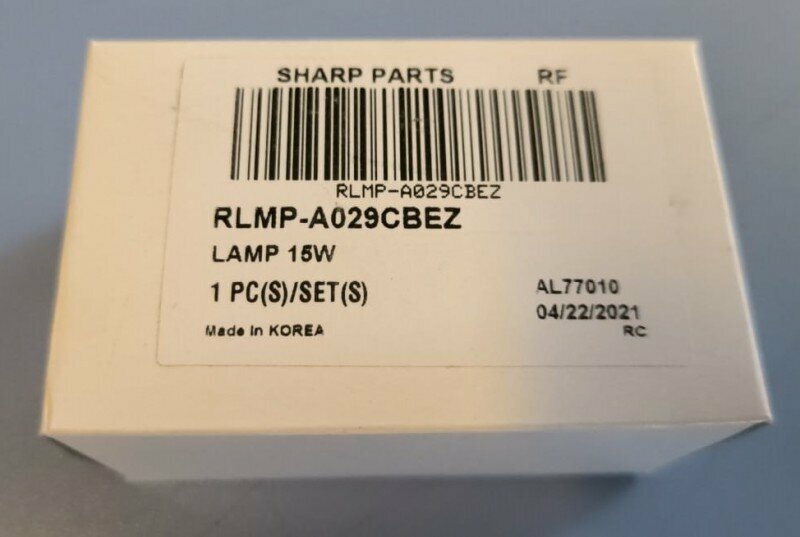 SHARP PARTS RF
RLMP-A029CBEZ
RLMP-A029CBEZ
LAMP 15W
1 PC(S)/SET(S) AL77010
04/22/2021
Made In KOREA RC